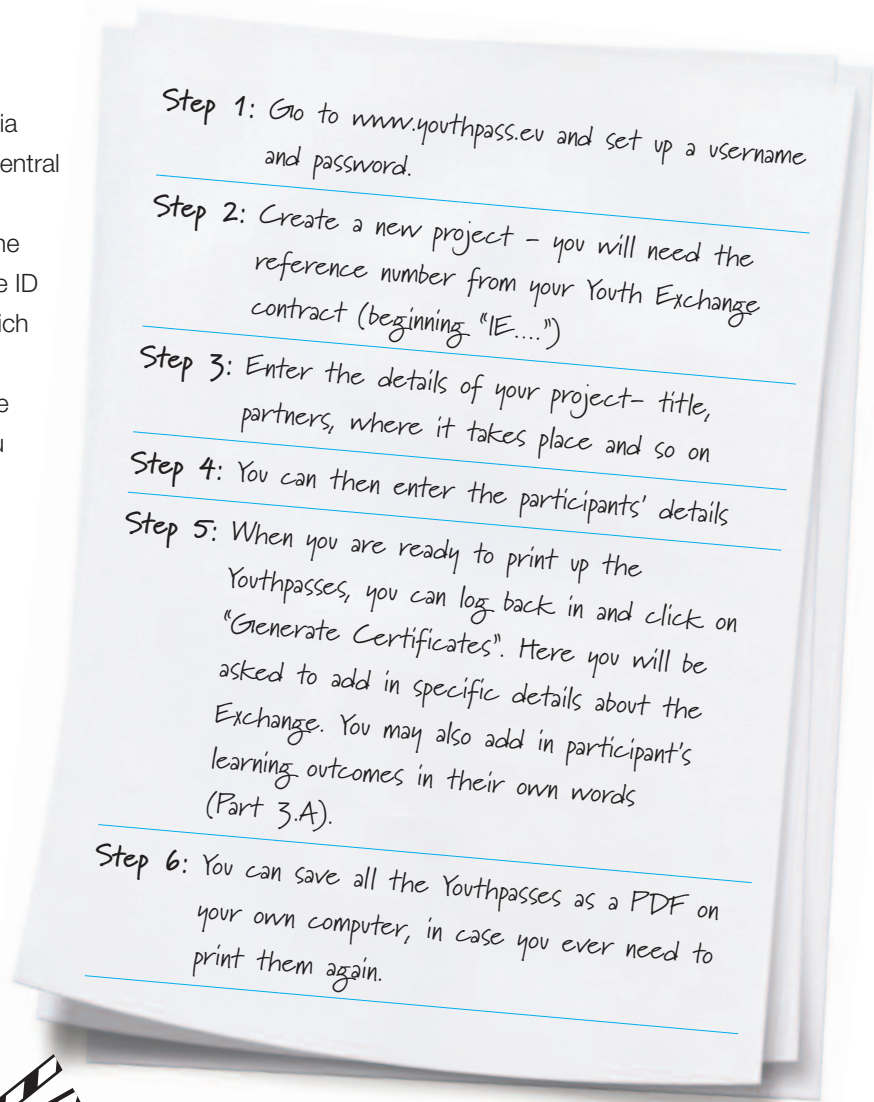 ia
entral
ne
e ID
ich
e
u
Step 1: Go to www.youthpass.eu and set up a username
and password.
Step 2: Create a new project – you will need the
reference number from your Youth Exchange
contract (beginning "IE....")
Step 3: Enter the details of your project– title,
partners, where it takes place and so on
Step 4: You can then enter the participants' details
Step 5: When you are ready to print up the
Youthpasses, you can log back in and click on
"Generate Certificates". Here you will be
asked to add in specific details about the
Exchange. You may also add in participant's
learning outcomes in their own words
(Part 3.A).
Step 6: You can save all the Youthpasses as a PDF on
your own computer, in case you ever need to
print them again.